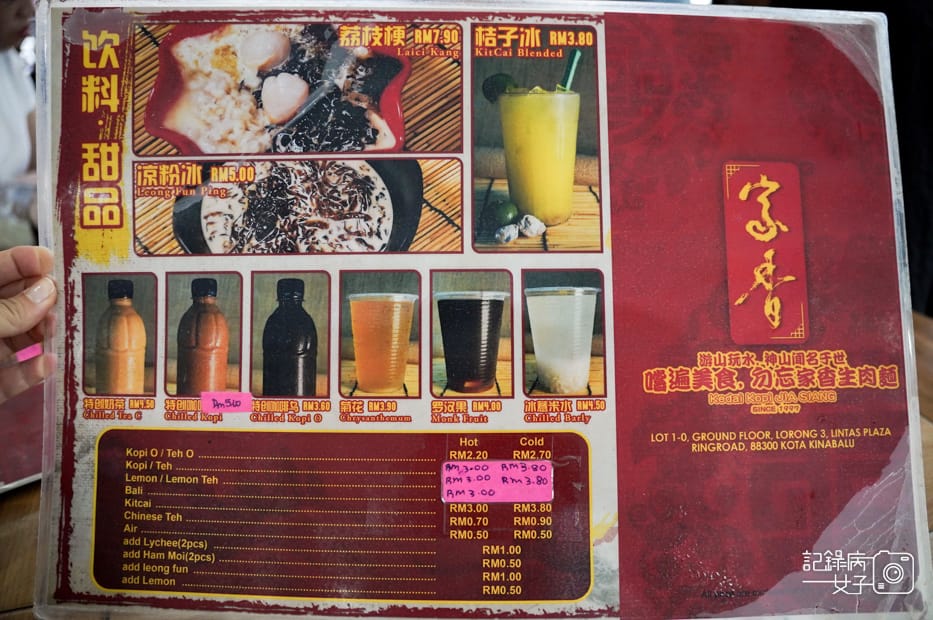 饮料·甜品
荔枝梗 RM7.90
Laici Kang
桔子冰 RM3.80
KitCai Blended
凉粉冰 RM5.00
Leong Fun Ping
特创奶茶 RM4.50
Chilled Tea C
特创咖啡
Chilled Kopi
Rm5.00
特创咖啡乌 RM3.60
Chilled Kopi O
菊花 RM3.90
Chrysanthemum
罗汉果 RM4.00
Monk Fruit
冰薏米水 RM4.50
Chilled Barly
Hot Cold
Kopi O / Teh O RM2.20 RM2.70
Kopi / Teh RM3.00 RM3.80
Lemon / Lemon Teh RM3.00 RM3.80
Bali RM3.00
Kitcai RM3.00 RM3.80
Chinese Teh RM0.70 RM0.90
Air RM0.50 RM0.50
add Lychee(2pcs) RM1.00
add Ham Moi(2pcs) RM0.50
add leong fun RM1.00
add Lemon RM0.50
家香
游山玩水, 神山闻名于世
嚐遍美食, 勿忘家香生肉麵
Kedai Kopi JIA SIANG
SINCE 1999
LOT 1-0, GROUND FLOOR, LORONG 3, LINTAS PLAZA
RINGROAD, 88300 KOTA KINABALU
記錄病
女子